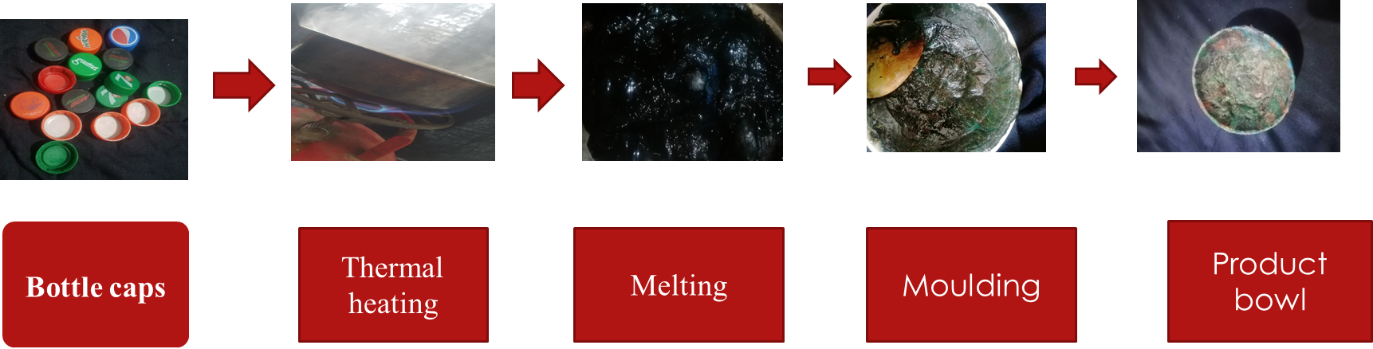 Bottle caps
Thermal
heating
Melting
Moulding
Product
bowl